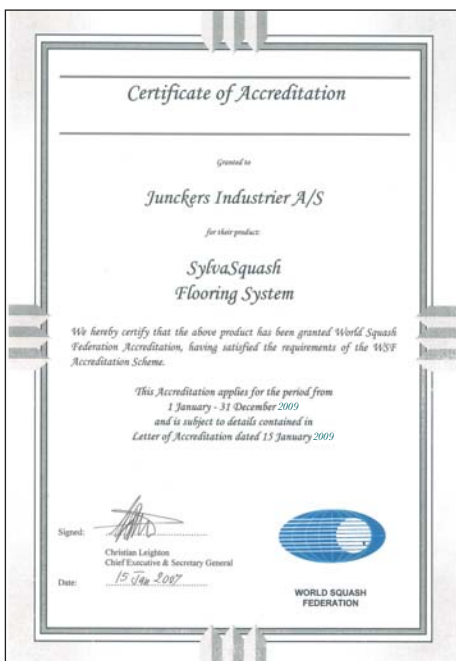 Certificate of Accreditation
Granted to
Junckers Industrier A/S
for their product:
SylvaSquash
Flooring System
We hereby certify that the above product has been granted World Squash
Federation Accreditation, having satisfied the requirements of the WSF
Accreditation Scheme.
This Accreditation applies for the period from
1 January - 31 December 2009
and is subject to details contained in
Letter of Accreditation dated 15 January 2009
Signed:
Christian Leighton
Chief Executive & Secretary General
Date: 15 Jan 2007
WORLD SQUASH
FEDERATION